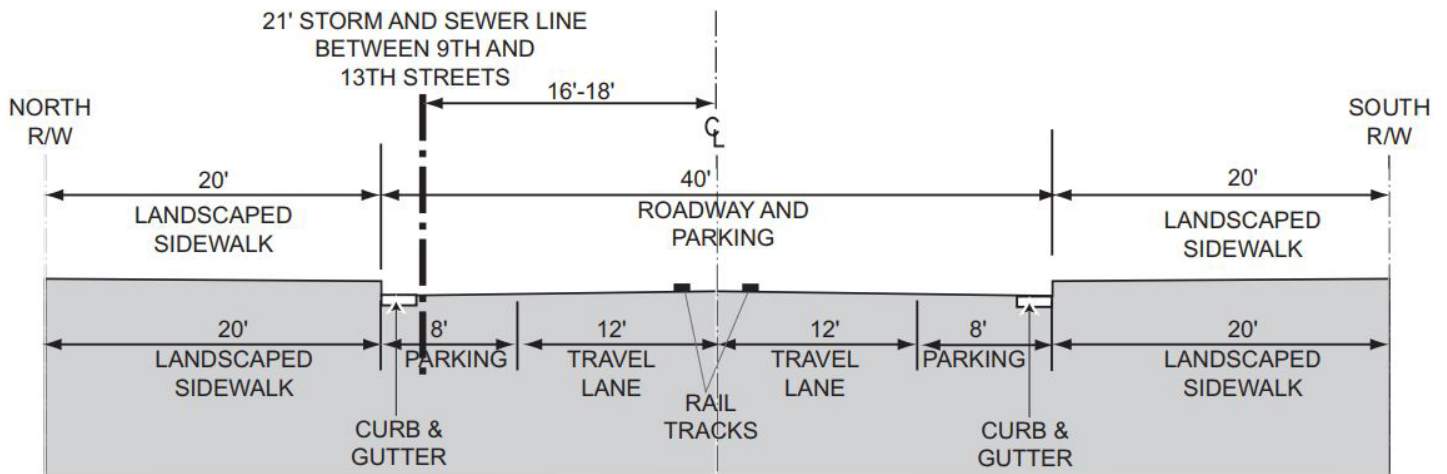 21' STORM AND SEWER LINE
BETWEEN 9TH AND
13TH STREETS
16'-18'
NORTH
R/W
SOUTH
R/W
CL
20'
40'
20'
LANDSCAPED
SIDEWALK
ROADWAY AND
PARKING
LANDSCAPED
SIDEWALK
20'
8'
12'
12'
8'
20'
LANDSCAPED
SIDEWALK
PARKING
TRAVEL
LANE
TRAVEL
LANE
PARKING
LANDSCAPED
SIDEWALK
CURB &
GUTTER
RAIL
TRACKS
CURB &
GUTTER